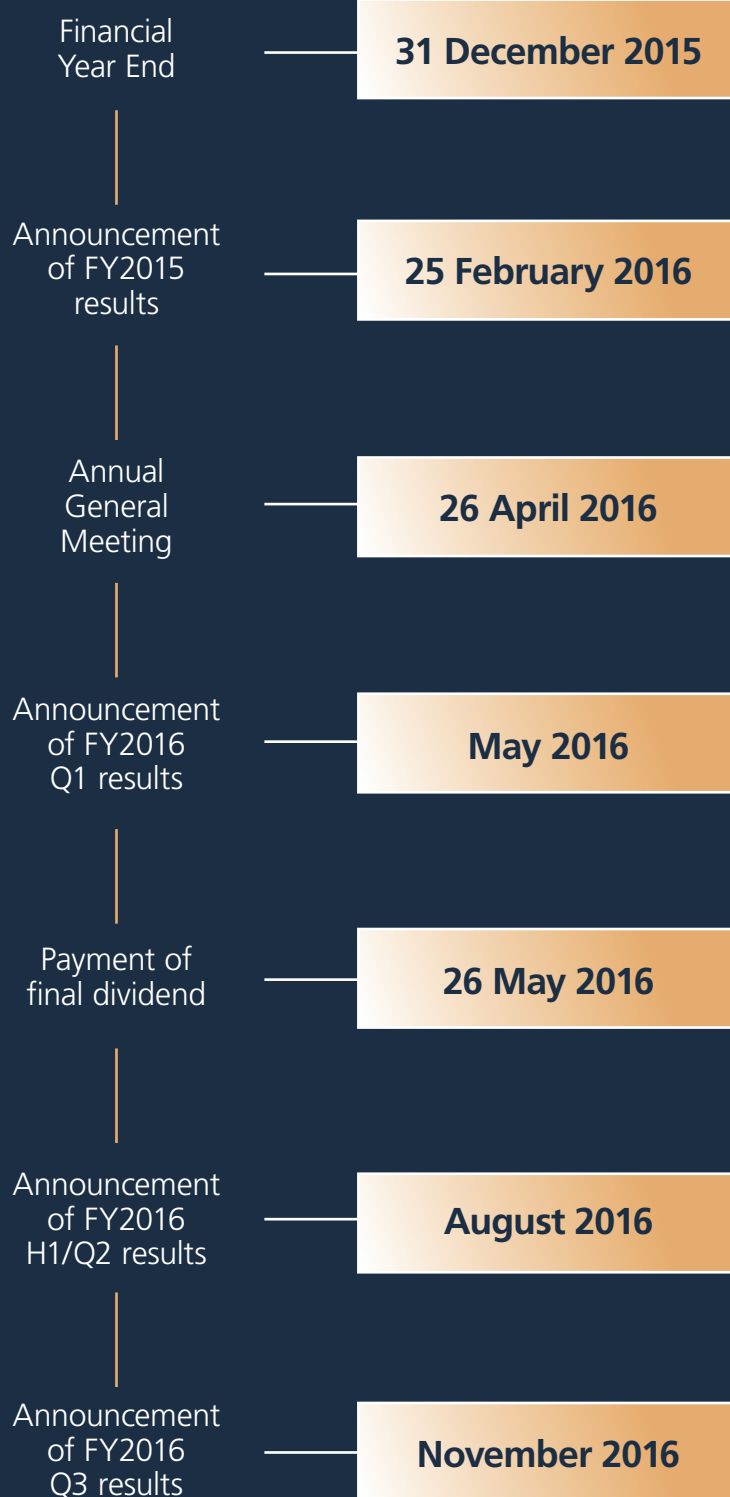 Financial
Year End
31 December 2015
Announcement
of FY2015
results
25 February 2016
Annual
General
Meeting
26 April 2016
Announcement
of FY2016
Q1 results
May 2016
Payment of
final dividend
26 May 2016
Announcement
of FY2016
H1/Q2 results
August 2016
Announcement
of FY2016
Q3 results
November 2016